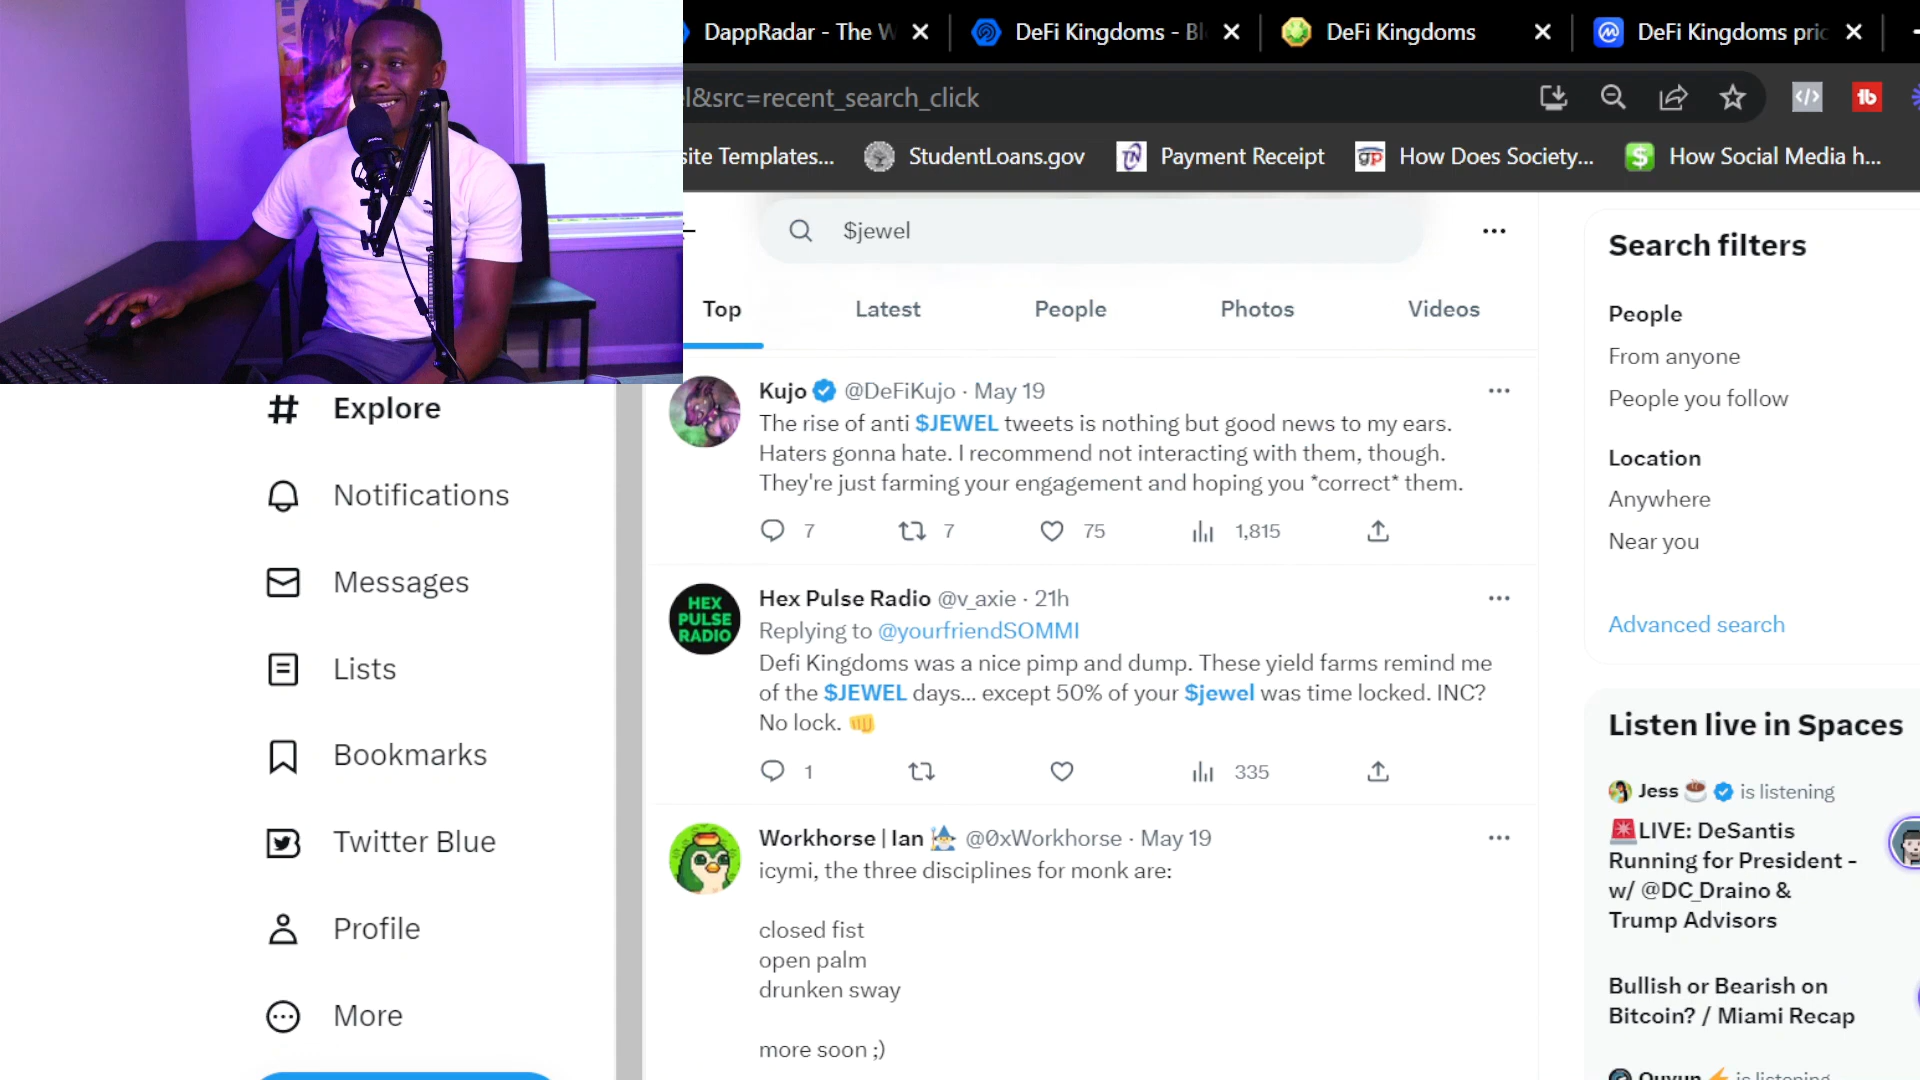 DappRadar - The W
DeFi Kingdoms - Bl
DeFi Kingdoms
DeFi Kingdoms pric
l&src=recent_search_click
site Templates...
StudentLoans.gov
Payment Receipt
How Does Society...
How Social Media h...
$jewel
Top
Latest
People
Photos
Videos
Explore
Notifications
Messages
Lists
Bookmarks
Twitter Blue
Profile
More
Kujo @DeFiKujo · May 19
The rise of anti $JEWEL tweets is nothing but good news to my ears.
Haters gonna hate. I recommend not interacting with them, though.
They're just farming your engagement and hoping you *correct* them.
7 7 75 1,815
HEX
PULSE
RADIO
Hex Pulse Radio @v_axie · 21h
Replying to @yourfriendSOMMI
Defi Kingdoms was a nice pimp and dump. These yield farms remind me
of the $JEWEL days... except 50% of your $jewel was time locked. INC?
No lock. 👊
1 335
Workhorse | Ian 🧙‍♂️ @0xWorkhorse · May 19
icymi, the three disciplines for monk are:
closed fist
open palm
drunken sway
more soon ;)
Search filters
People
From anyone
People you follow
Location
Anywhere
Near you
Advanced search
Listen live in Spaces
Jess ☕ is listening
🚨LIVE: DeSantis
Running for President -
w/ @DC_Draino &
Trump Advisors
Bullish or Bearish on
Bitcoin? / Miami Recap
is listening